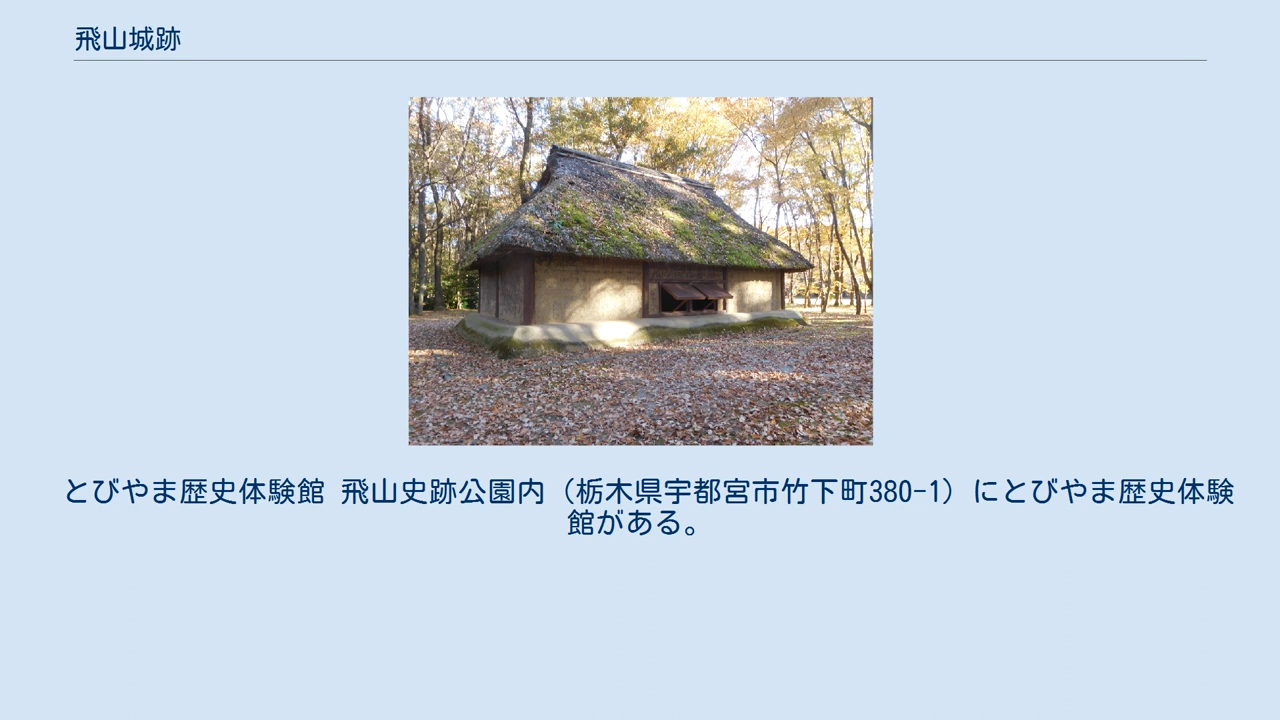 飛山城跡
とびやま歴史体験館 飛山史跡公園内（栃木県宇都宮市竹下町380-1）にとびやま歴史体験
館がある。